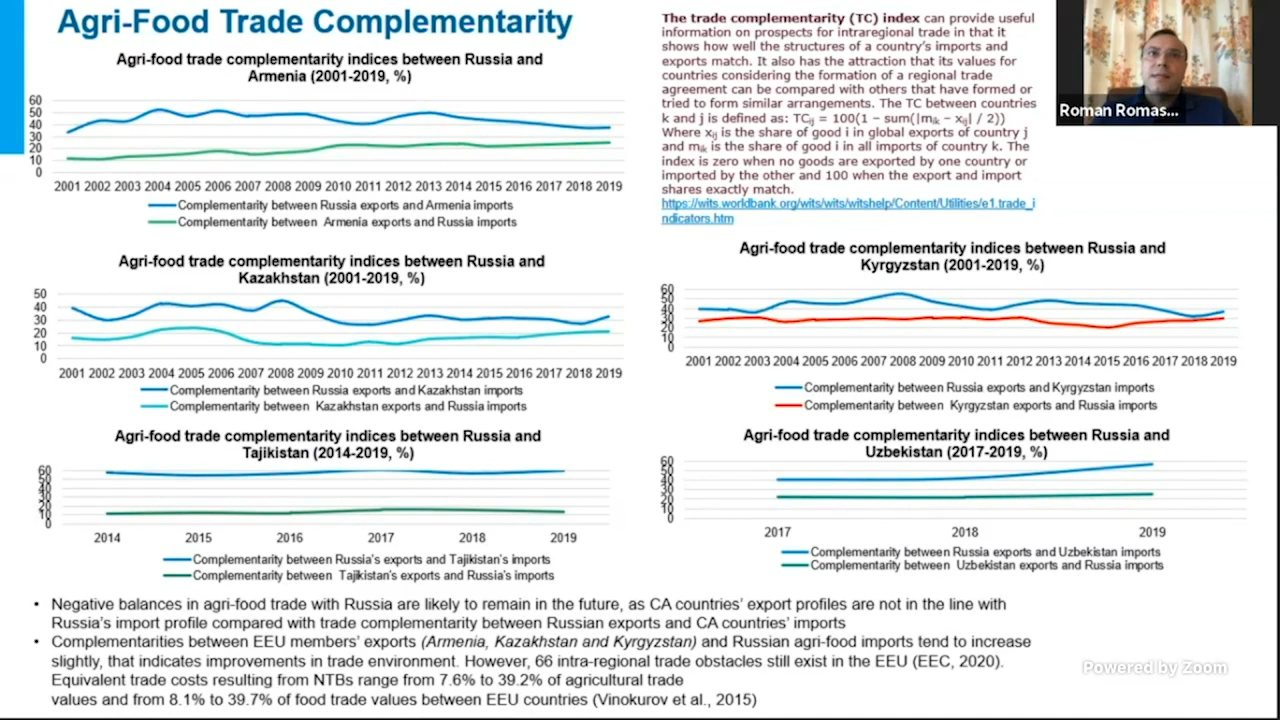 Agri-Food Trade Complementarity
Agri-food trade complementarity indices between Russia and
Armenia (2001-2019, %)
60
50
40
30
20
10
0
2001 2002 2003 2004 2005 2006 2007 2008 2009 2010 2011 2012 2013 2014 2015 2016 2017 2018 2019
Complementarity between Russia exports and Armenia imports
Complementarity between Armenia exports and Russia imports
The trade complementarity (TC) index can provide useful
information on prospects for intraregional trade in that it
shows how well the structures of a country's imports and
exports match. It also has the attraction that its values for
countries considering the formation of a regional trade
agreement can be compared with others that have formed or
tried to form similar arrangements. The TC between countries
k and j is defined as: TCij = 100(1 – sum(|mik – xij| / 2))
Where xij is the share of good i in global exports of country j
and mik is the share of good i in all imports of country k. The
index is zero when no goods are exported by one country or
imported by the other and 100 when the export and import
shares exactly match.
https://wits.worldbank.org/wits/wits/witshelp/Content/Utilities/e1.trade_i
ndicators.htm
Roman Romas...
Agri-food trade complementarity indices between Russia and
Kazakhstan (2001-2019, %)
50
40
30
20
10
0
2001 2002 2003 2004 2005 2006 2007 2008 2009 2010 2011 2012 2013 2014 2015 2016 2017 2018 2019
Complementarity between Russia exports and Kazakhstan imports
Complementarity between Kazakhstan exports and Russia imports
Agri-food trade complementarity indices between Russia and
Kyrgyzstan (2001-2019, %)
60
50
40
30
20
10
0
2001 2002 2003 2004 2005 2006 2007 2008 2009 2010 2011 2012 2013 2014 2015 2016 2017 2018 2019
Complementarity between Russia exports and Kyrgyzstan imports
Complementarity between Kyrgyzstan exports and Russia imports
Agri-food trade complementarity indices between Russia and
Tajikistan (2014-2019, %)
60
50
40
30
20
10
0
2014 2015 2016 2017 2018 2019
Complementarity between Russia's exports and Tajikistan's imports
Complementarity between Tajikistan's exports and Russia's imports
Agri-food trade complementarity indices between Russia and
Uzbekistan (2017-2019, %)
60
50
40
30
20
10
0
2017 2018 2019
Complementarity between Russia exports and Uzbekistan imports
Complementarity between Uzbekistan exports and Russia imports
• Negative balances in agri-food trade with Russia are likely to remain in the future, as CA countries' export profiles are not in the line with
Russia's import profile compared with trade complementarity between Russian exports and CA countries' imports
• Complementarities between EEU members' exports (Armenia, Kazakhstan and Kyrgyzstan) and Russian agri-food imports tend to increase
slightly, that indicates improvements in trade environment. However, 66 intra-regional trade obstacles still exist in the EEU (EEC, 2020).
Equivalent trade costs resulting from NTBs range from 7.6% to 39.2% of agricultural trade
values and from 8.1% to 39.7% of food trade values between EEU countries (Vinokurov et al., 2015)
Powered by Zoom